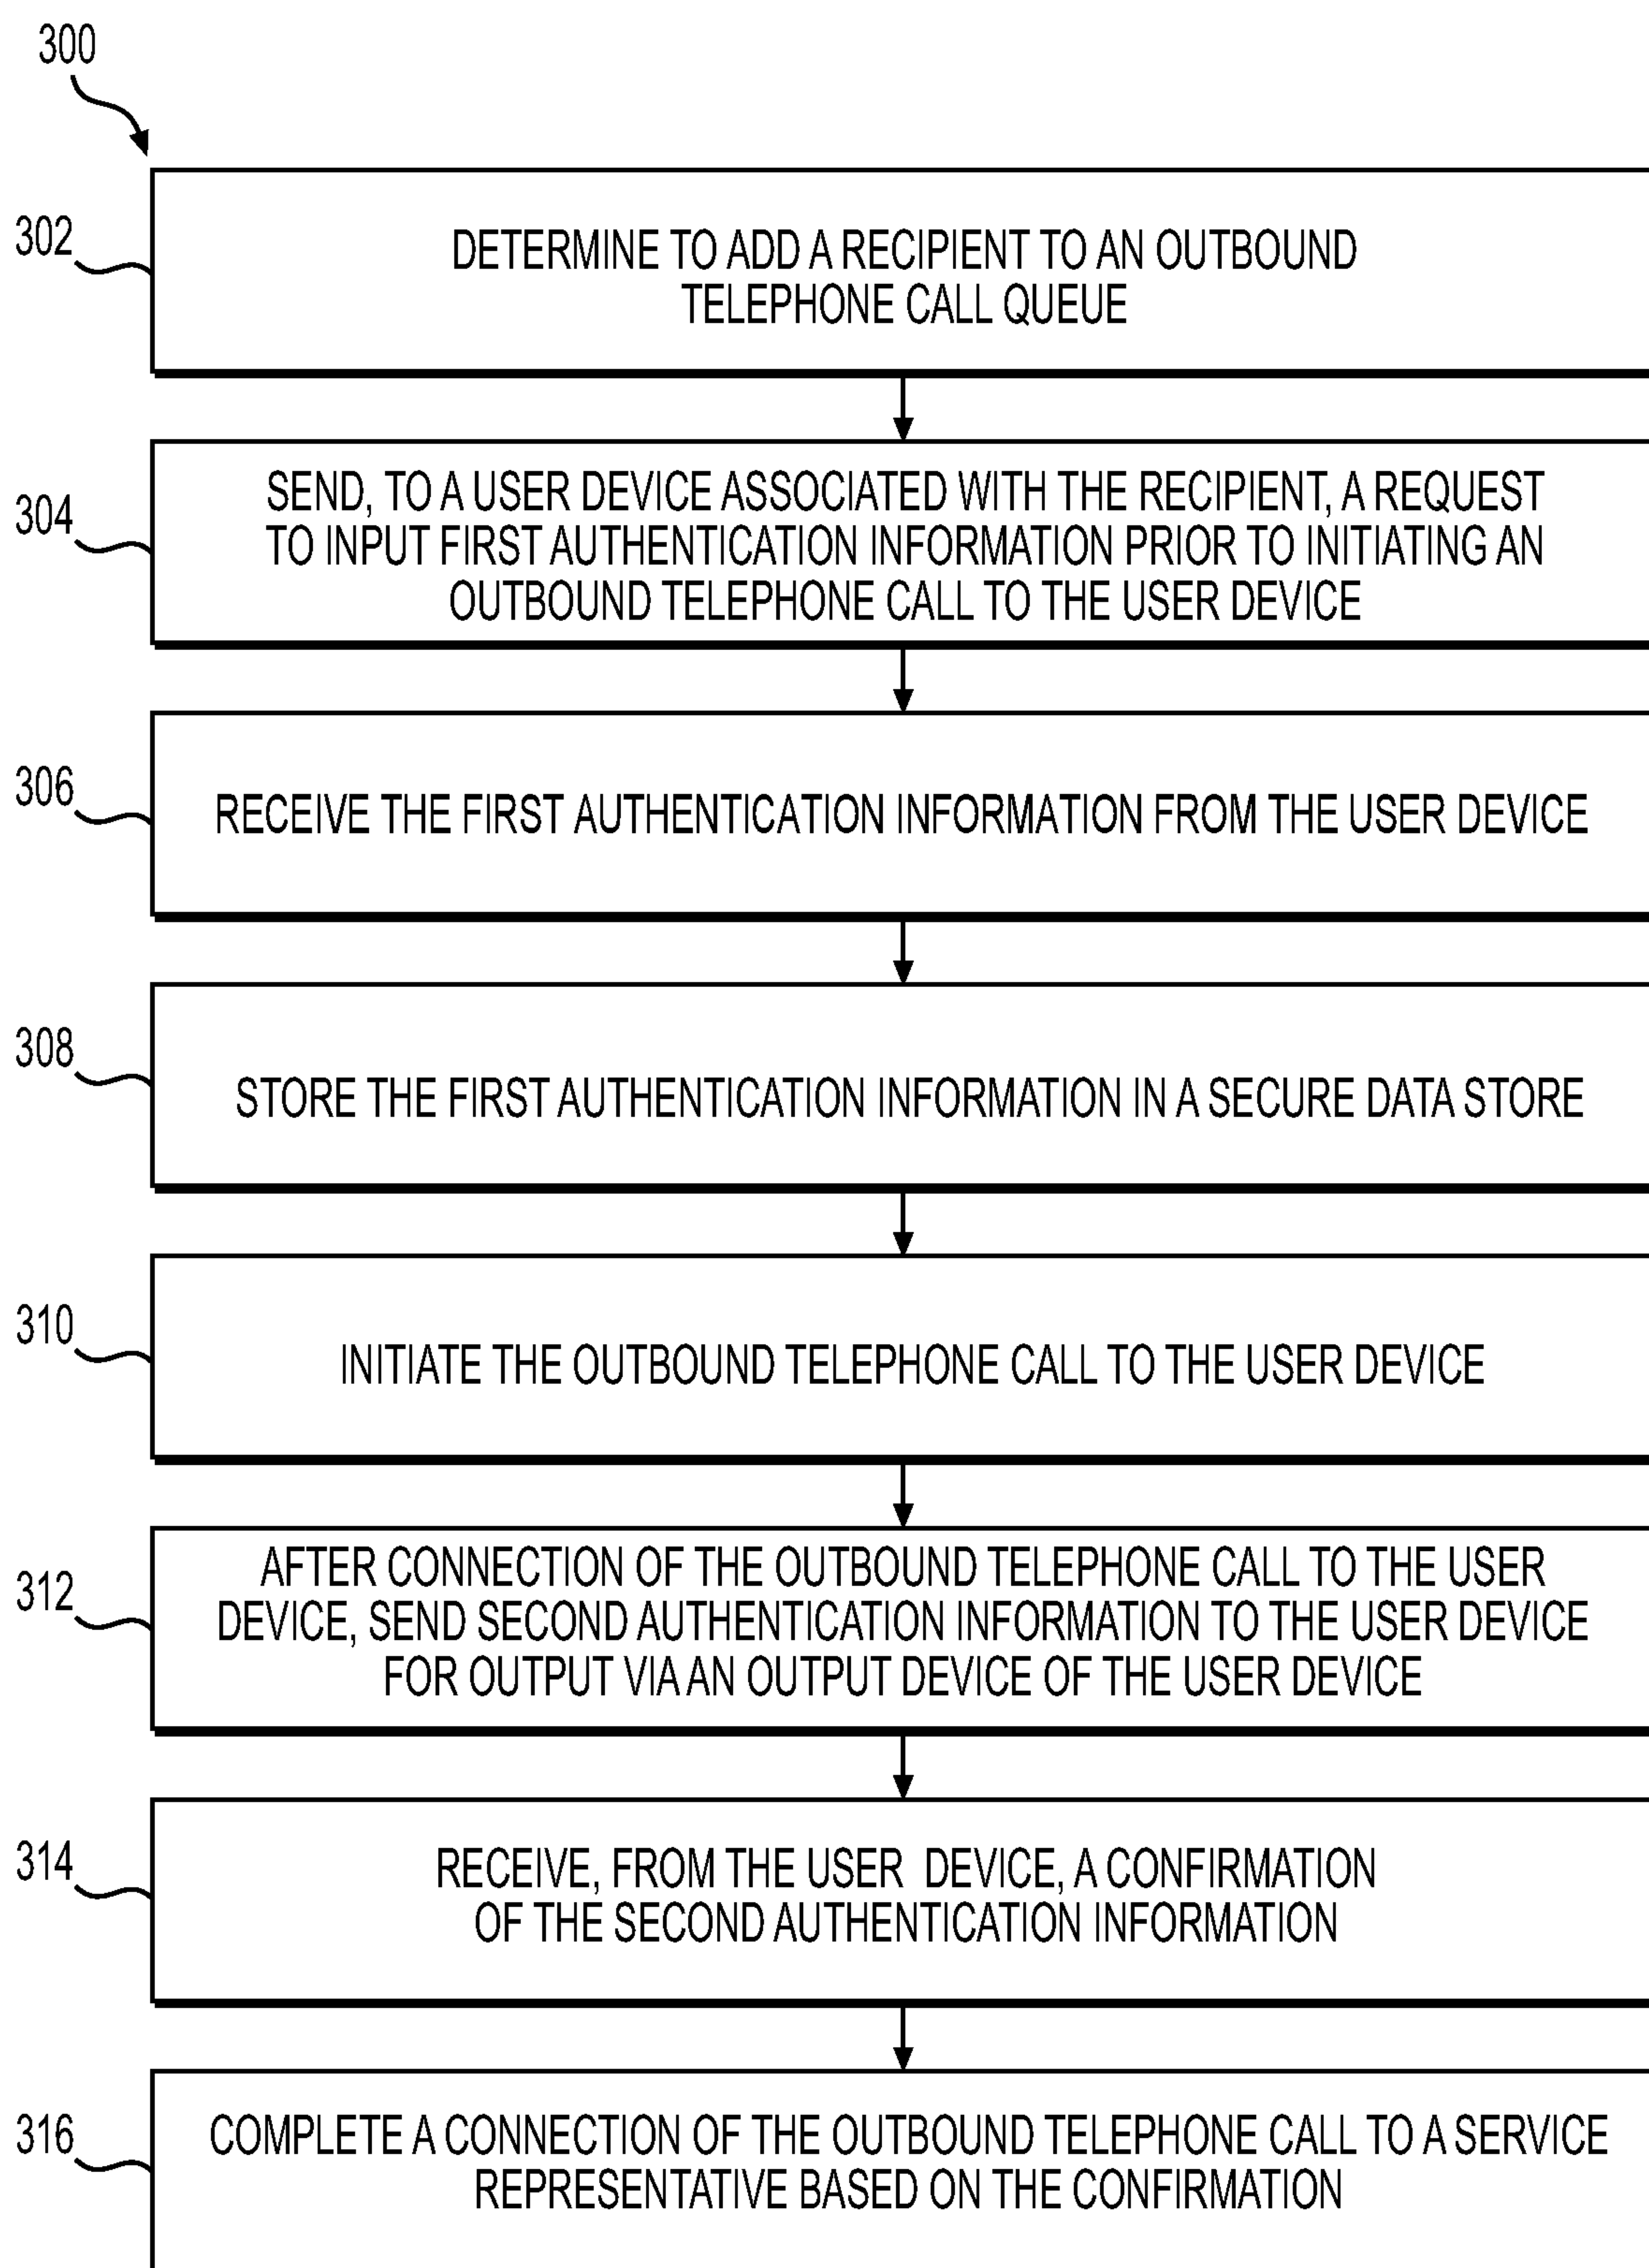 300
302
DETERMINE TO ADD A RECIPIENT TO AN OUTBOUND
TELEPHONE CALL QUEUE
304
SEND, TO A USER DEVICE ASSOCIATED WITH THE RECIPIENT, A REQUEST
TO INPUT FIRST AUTHENTICATION INFORMATION PRIOR TO INITIATING AN
OUTBOUND TELEPHONE CALL TO THE USER DEVICE
306
RECEIVE THE FIRST AUTHENTICATION INFORMATION FROM THE USER DEVICE
308
STORE THE FIRST AUTHENTICATION INFORMATION IN A SECURE DATA STORE
310
INITIATE THE OUTBOUND TELEPHONE CALL TO THE USER DEVICE
312
AFTER CONNECTION OF THE OUTBOUND TELEPHONE CALL TO THE USER
DEVICE, SEND SECOND AUTHENTICATION INFORMATION TO THE USER DEVICE
FOR OUTPUT VIA AN OUTPUT DEVICE OF THE USER DEVICE
314
RECEIVE, FROM THE USER DEVICE, A CONFIRMATION
OF THE SECOND AUTHENTICATION INFORMATION
316
COMPLETE A CONNECTION OF THE OUTBOUND TELEPHONE CALL TO A SERVICE
REPRESENTATIVE BASED ON THE CONFIRMATION